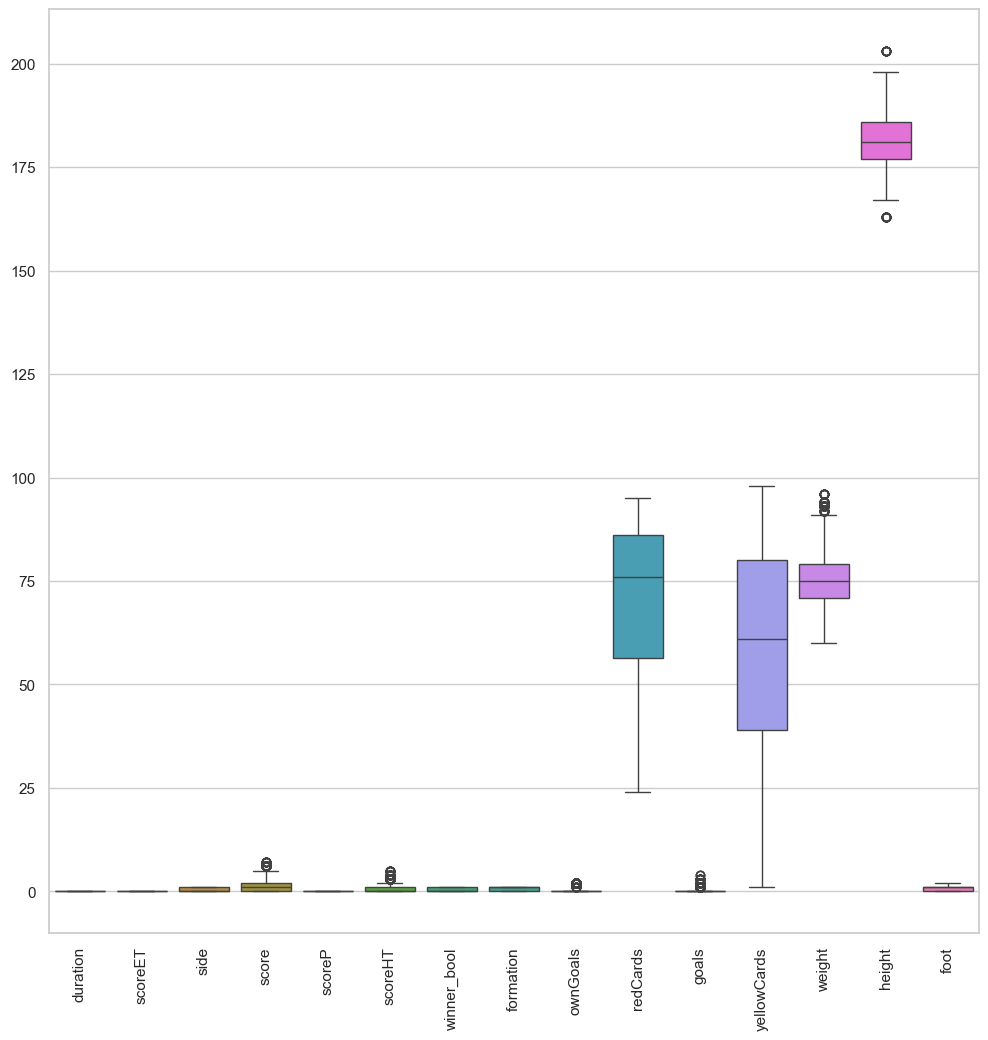 200
175
150
125
100
75
50
25
0
duration
scoreET
side
score
scoreP
scoreHT
winner_bool
formation
ownGoals
redCards
goals
yellowCards
weight
height
foot